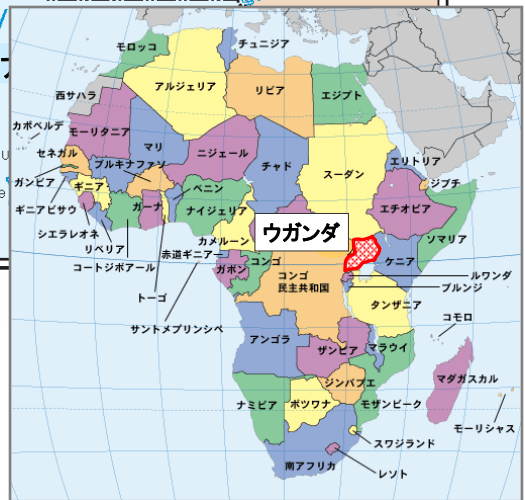 モロッコ
チュニジア
アルジェリア
リビア
エジプト
西サハラ
カボベルデ
モーリタニア
マリ
ニジェール
チャド
スーダン
エリトリア
セネガル
ブルキナファソ
ガンビア
ギニア
ベニン
ジブチ
ギニアビサウ
ガーナ
ナイジェリア
エチオピア
シエラレオネ
ウガンダ
ソマリア
リベリア
カメルーン
コートジボアール
赤道ギニアー
ガボン
コンゴ
ケニア
コンゴ
民主共和国
ルワンダ
ブルンジ
トーゴ
タンザニア
サントメプリンシペ
コモロ
アンゴラ
ザンビア
マラウイ
マダガスカル
ジンバブエ
ナミビア
ボツワナ
モザンビーク
モーリシャス
スワジランド
南アフリカ
レソト